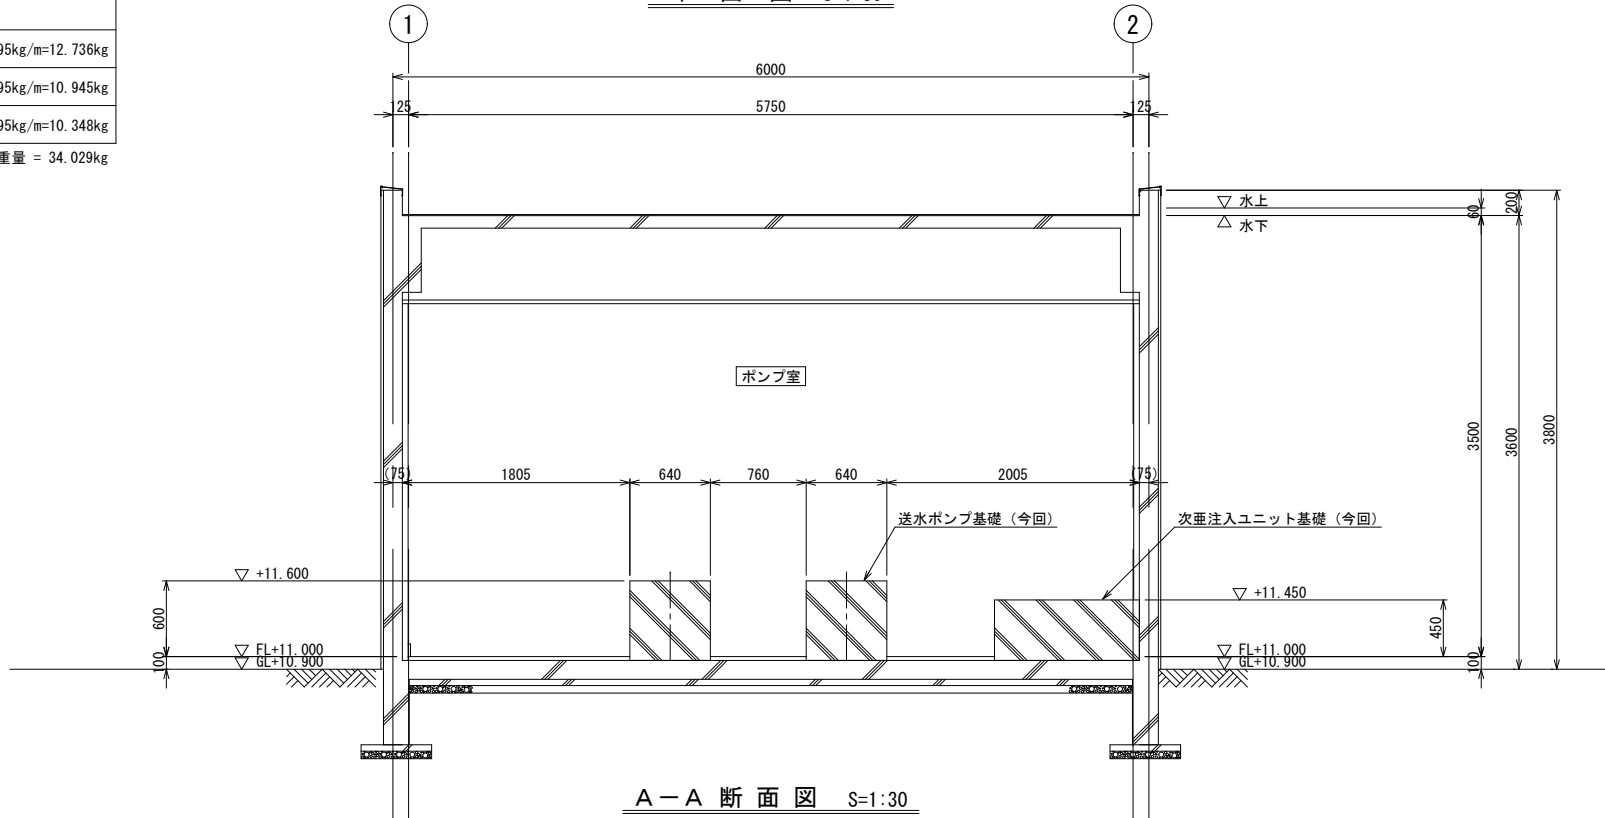 ①
②
95kg/m=12.736kg
95kg/m=10.945kg
95kg/m=10.348kg
重量 = 34.029kg
6000
125
5750
125
水上
水下
60
200
3500
3600
3800
ポンプ室
(75)
1805
640
760
640
2005
(75)
送水ポンプ基礎（今回）
次亜注入ユニット基礎（今回）
+11.600
+11.450
600
450
FL+11.000
GL+10.900
100
FL+11.000
GL+10.900
100
A－A 断 面 図 S=1:30